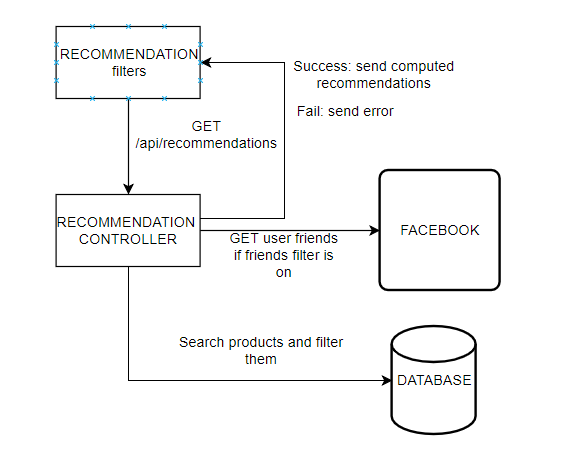 RECOMMENDATION
filters
Success: send computed
recommendations
Fail: send error
GET
/api/recommendations
RECOMMENDATION
CONTROLLER
GET user friends
if friends filter is
on
FACEBOOK
Search products and filter
them
DATABASE